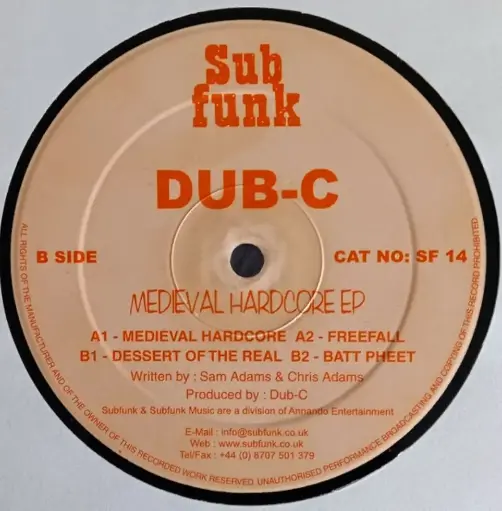 Sub
funk
DUB-C
B SIDE
CAT NO: SF 14
MEDIEVAL HARDCORE EP
A1 - MEDIEVAL HARDCORE A2 - FREEFALL
B1 - DESSERT OF THE REAL B2 - BATT PHEET
Written by : Sam Adams & Chris Adams
Produced by : Dub-C
Subfunk & Subfunk Music are a division of Annando Entertainment
E-Mail : info@subfunk.co.uk
Web : www.subfunk.co.uk
Tel/Fax : +44 (0) 8707 501 379
ALL RIGHTS OF THE MANUFACTURER AND OF THE OWNER OF THIS RECORDED WORK RESERVED. UNAUTHORISED PERFORMANCE BROADCASTING AND COPYING OF THIS RECORD PROHIBITED